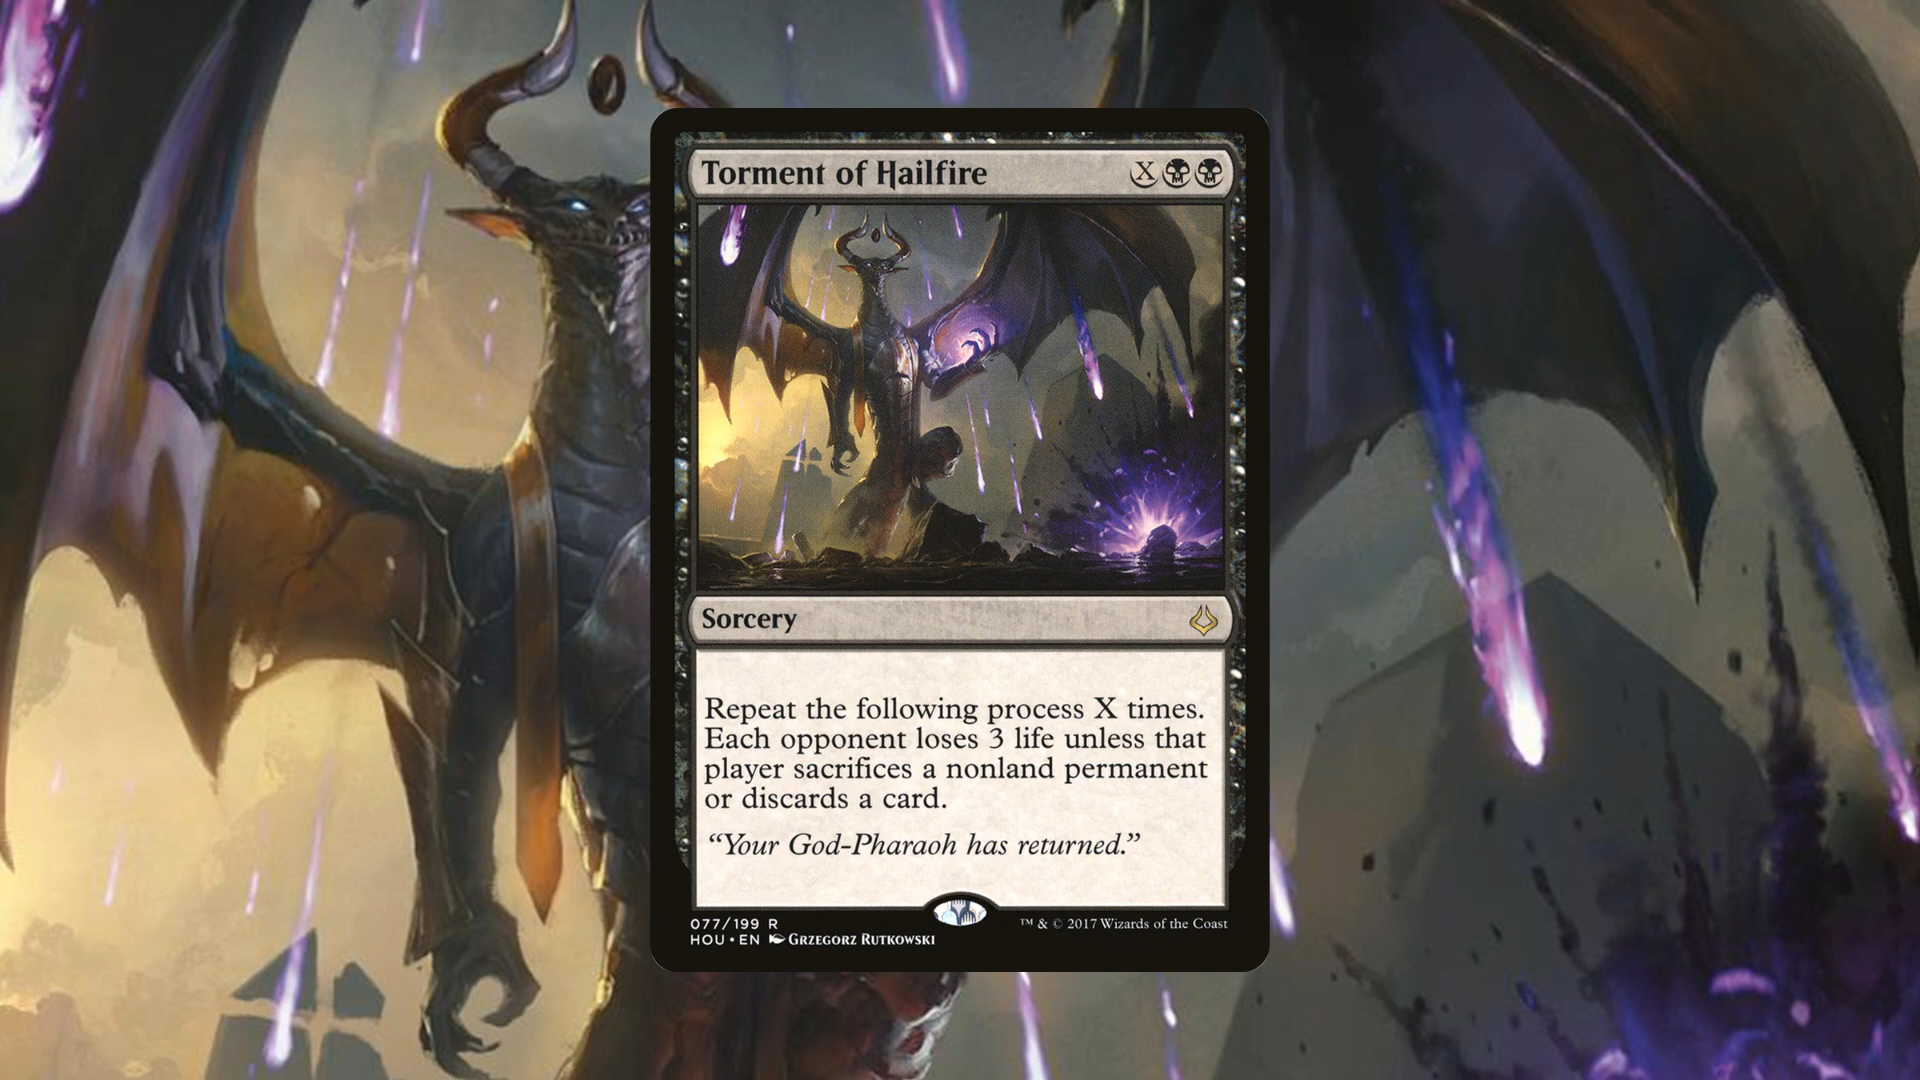 Torment of Hailfire X
Sorcery
Repeat the following process X times.
Each opponent loses 3 life unless that
player sacrifices a nonland permanent
or discards a card.
“Your God-Pharaoh has returned.”
077/199 R
HOU • EN GRZEGORZ RUTKOWSKI
™ & © 2017 Wizards of the Coast